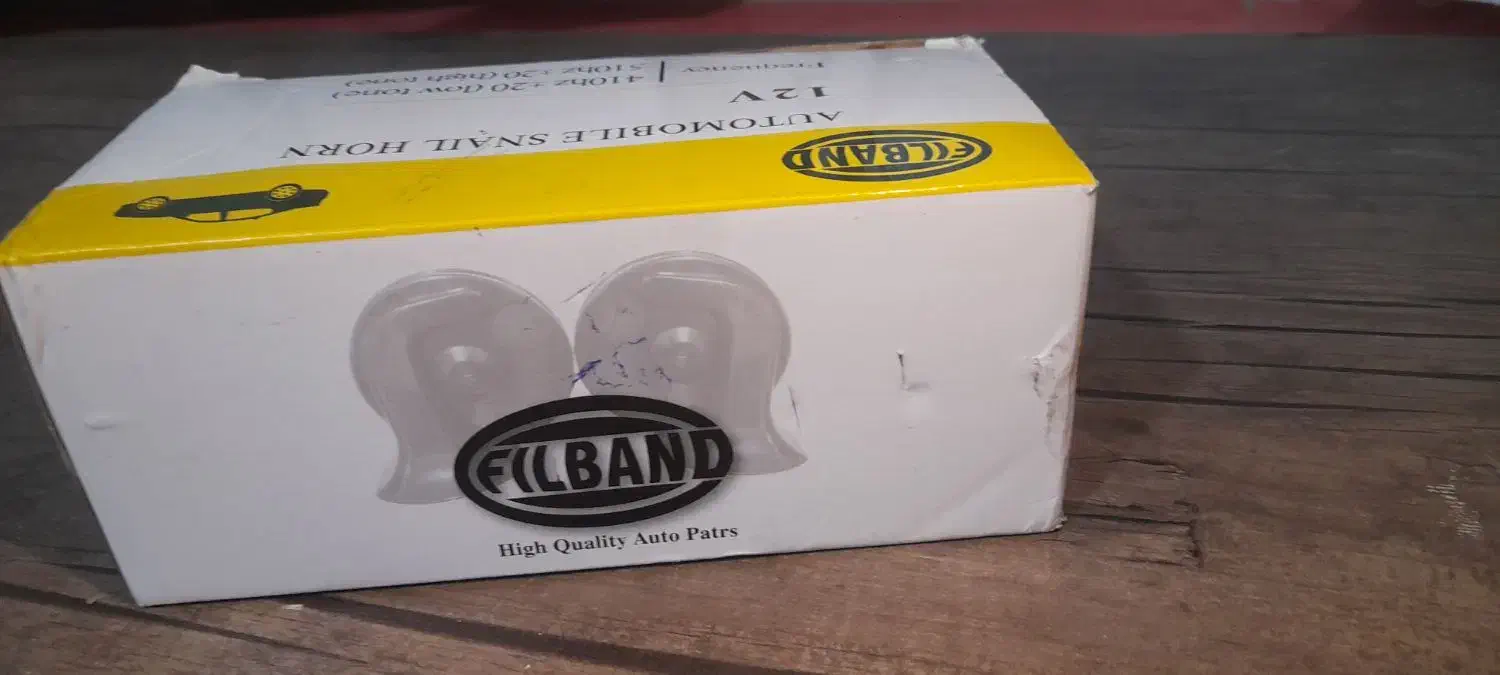 FILBAND
AUTOMOBILE SNAIL HORN
12V
Frequency
410hz ±20 (low tone)
510hz ±20 (high tone)
FILBAND
High Quality Auto Patrs